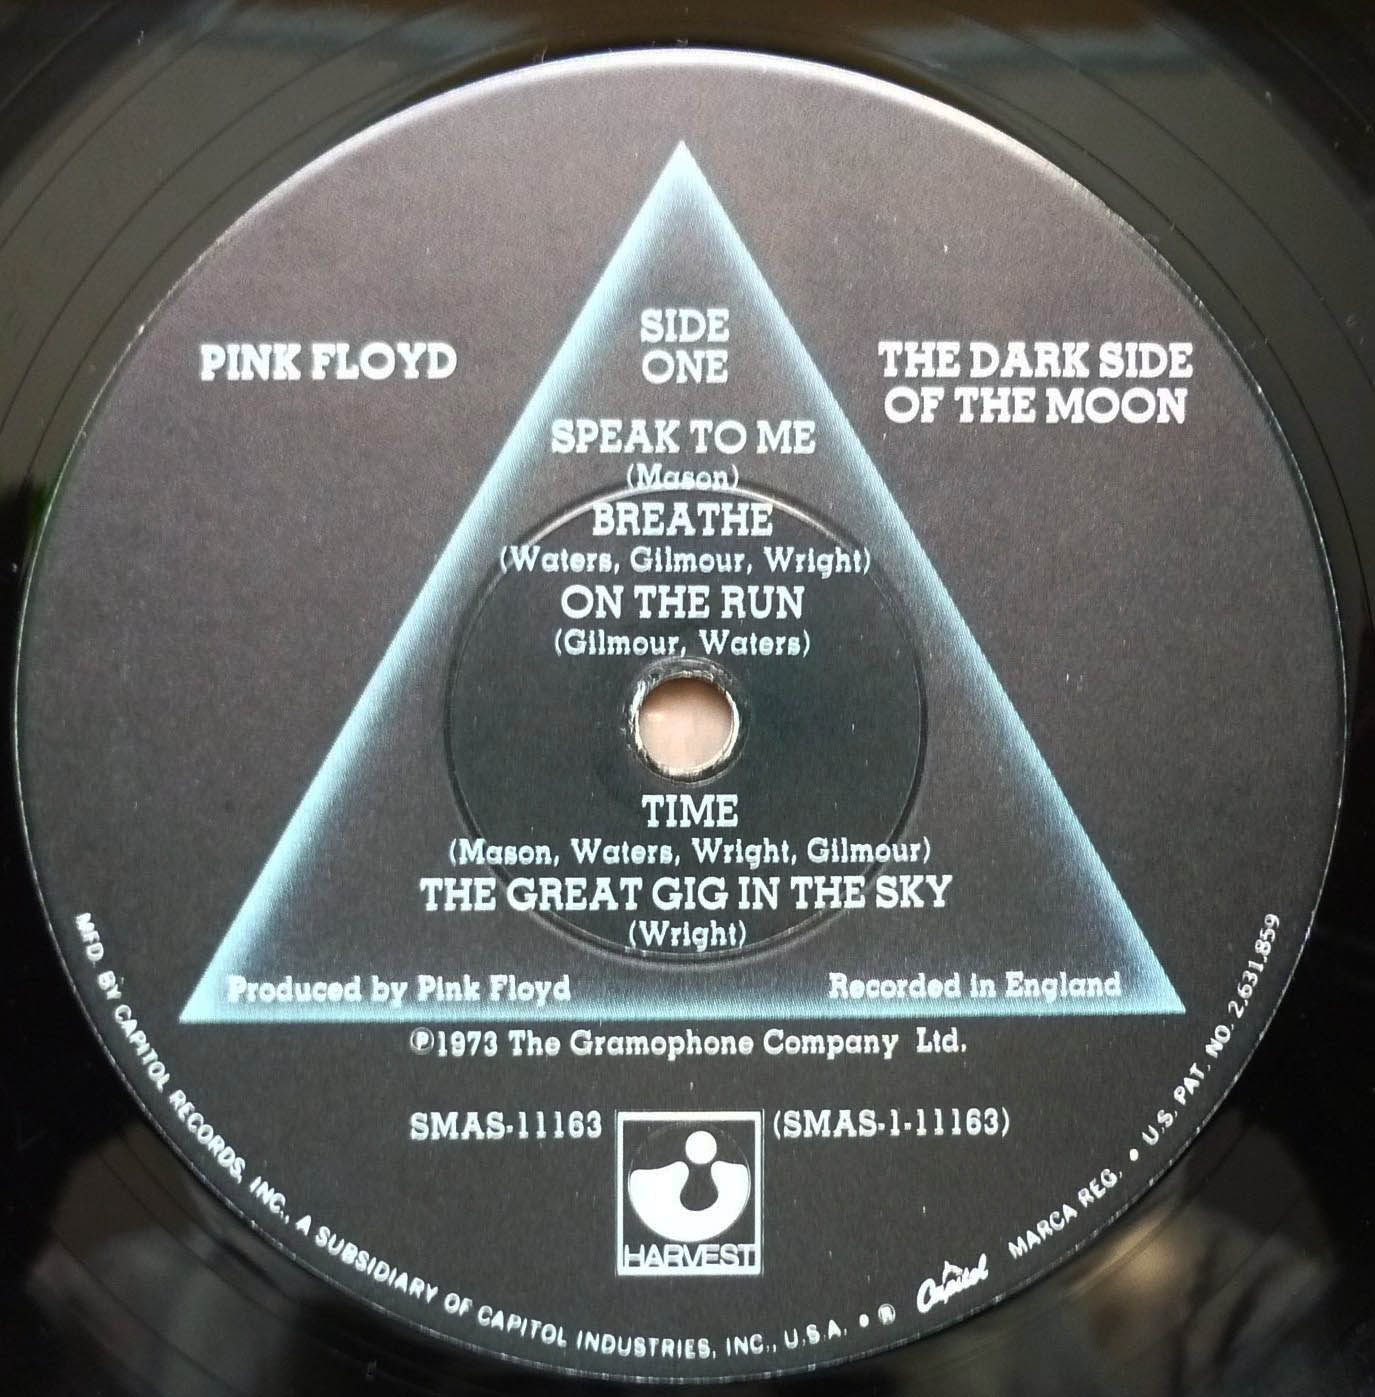 SIDE
ONE
PINK FLOYD
THE DARK SIDE
OF THE MOON
SPEAK TO ME
(Mason)
BREATHE
(Waters, Gilmour, Wright)
ON THE RUN
(Gilmour, Waters)
TIME
(Mason, Waters, Wright, Gilmour)
THE GREAT GIG IN THE SKY
(Wright)
Produced by Pink Floyd
Recorded in England
℗1973 The Gramophone Company Ltd.
SMAS-11163
(SMAS-1-11163)
HARVEST
MFD. BY CAPITOL RECORDS, INC., A SUBSIDIARY OF CAPITOL INDUSTRIES, INC., U.S.A. • ® Capitol MARCA REG. • U.S. PAT. NO. 2,631,859